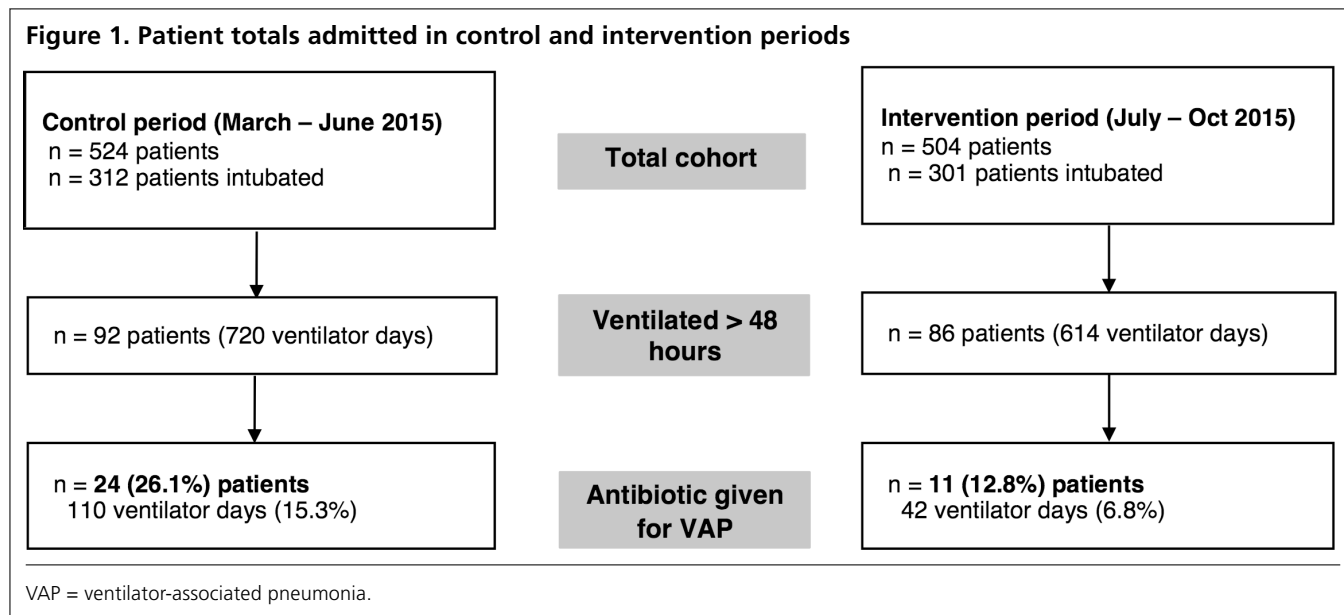 Figure 1. Patient totals admitted in control and intervention periods
Control period (March – June 2015)
n = 524 patients
n = 312 patients intubated
Total cohort
Intervention period (July – Oct 2015)
n = 504 patients
n = 301 patients intubated
n = 92 patients (720 ventilator days)
Ventilated > 48
hours
n = 86 patients (614 ventilator days)
n = 24 (26.1%) patients
110 ventilator days (15.3%)
Antibiotic given
for VAP
n = 11 (12.8%) patients
42 ventilator days (6.8%)
VAP = ventilator-associated pneumonia.